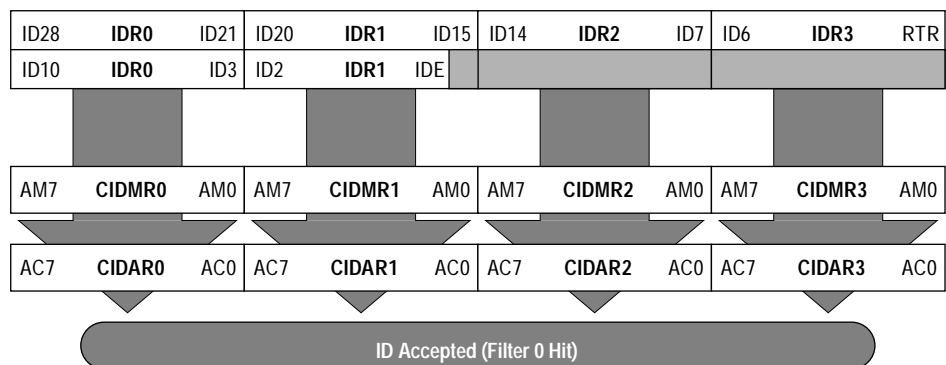 ID28 IDR0 ID21 ID20 IDR1 ID15 ID14 IDR2 ID7 ID6 IDR3 RTR
ID10 IDR0 ID3 ID2 IDR1 IDE
AM7 CIDMR0 AM0 AM7 CIDMR1 AM0 AM7 CIDMR2 AM0 AM7 CIDMR3 AM0
AC7 CIDAR0 AC0 AC7 CIDAR1 AC0 AC7 CIDAR2 AC0 AC7 CIDAR3 AC0
ID Accepted (Filter 0 Hit)